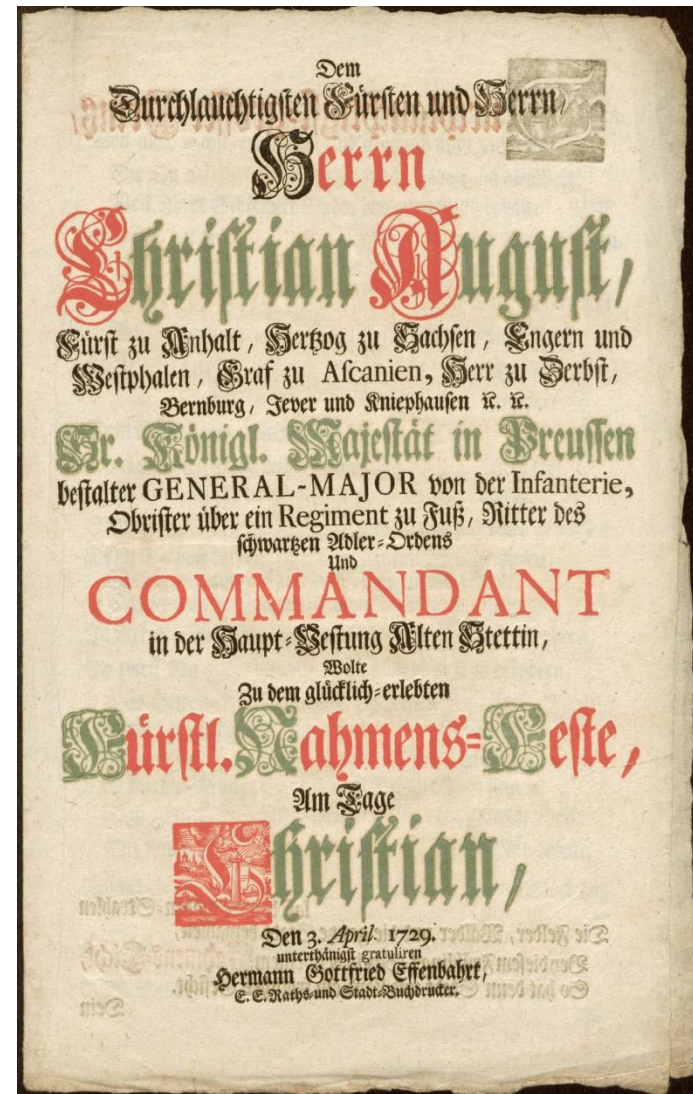 Dem
Durchlauchtigsten Fürsten und Herrn/
Herrn
Christian August,
Fürst zu Anhalt / Hertzog zu Sachsen, Engern und
Westphalen, Graf zu Ascanien, Herr zu Zerbst,
Bernburg, Jever und Kniephausen ꝛc. ꝛc.
Sr. Königl. Majestät in Preussen
bestalter GENERAL-MAJOR von der Infanterie,
Obrister über ein Regiment zu Fuß/ Ritter des
schwartzen Adler-Ordens
Und
COMMANDANT
in der Haupt-Vestung Alten Stettin,
Wolte
Zu dem glücklich-erlebten
Fürstl. Nahmens-Feste,
Am Tage
Christian,
Den 3. April. 1729.
unterthänigst gratuliren
Hermann Gottfried Effenbahrt,
E. E. Raths-und Stadt-Buchdrucker.